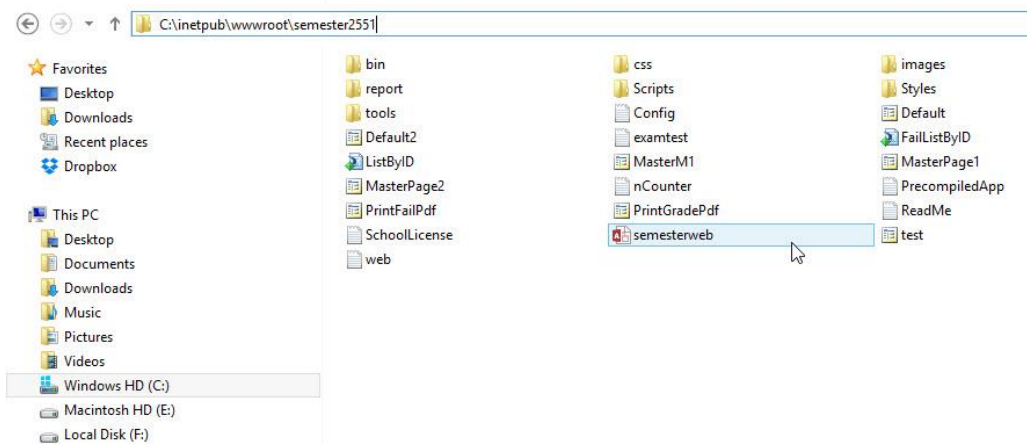 C:\inetpub\wwwroot\semester2551
Favorites
Desktop
Downloads
Recent places
Dropbox
This PC
Desktop
Documents
Downloads
Music
Pictures
Videos
Windows HD (C:)
Macintosh HD (E:)
Local Disk (F:)
bin
css
images
report
Scripts
Styles
tools
Config
Default
Default2
examtest
FailListByID
ListByID
MasterM1
MasterPage1
MasterPage2
nCounter
PrecompiledApp
PrintFailPdf
PrintGradePdf
ReadMe
SchoolLicense
semesterweb
test
web